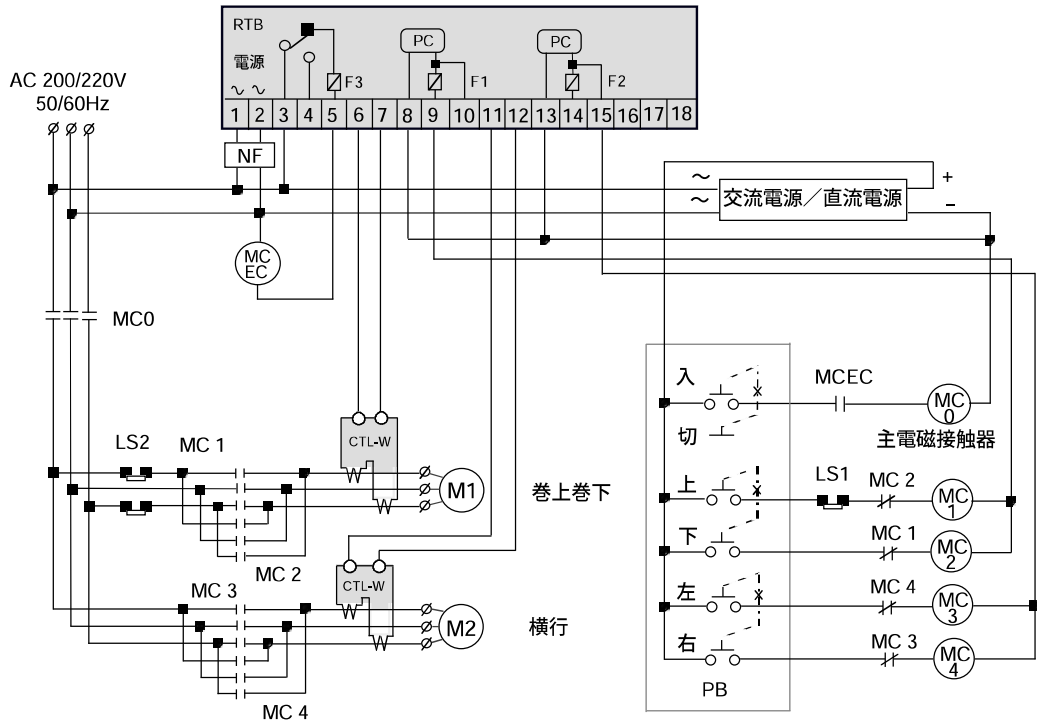 RTB
PC
PC
電源
F3
F1
F2
AC 200/220V
50/60Hz
1 2 3 4 5 6 7 8 9 10 11 12 13 14 15 16 17 18
NF
~
~
+
−
交流電源／直流電源
MC
EC
MC0
入
MCEC
MC
0
切
主電磁接触器
CTL-W
LS2
MC 1
M1
巻上巻下
上
LS1
MC 2
MC
1
下
MC 1
MC
2
MC 2
CTL-W
MC 3
M2
横行
左
MC 4
MC
3
右
MC 3
MC
4
PB
MC 4